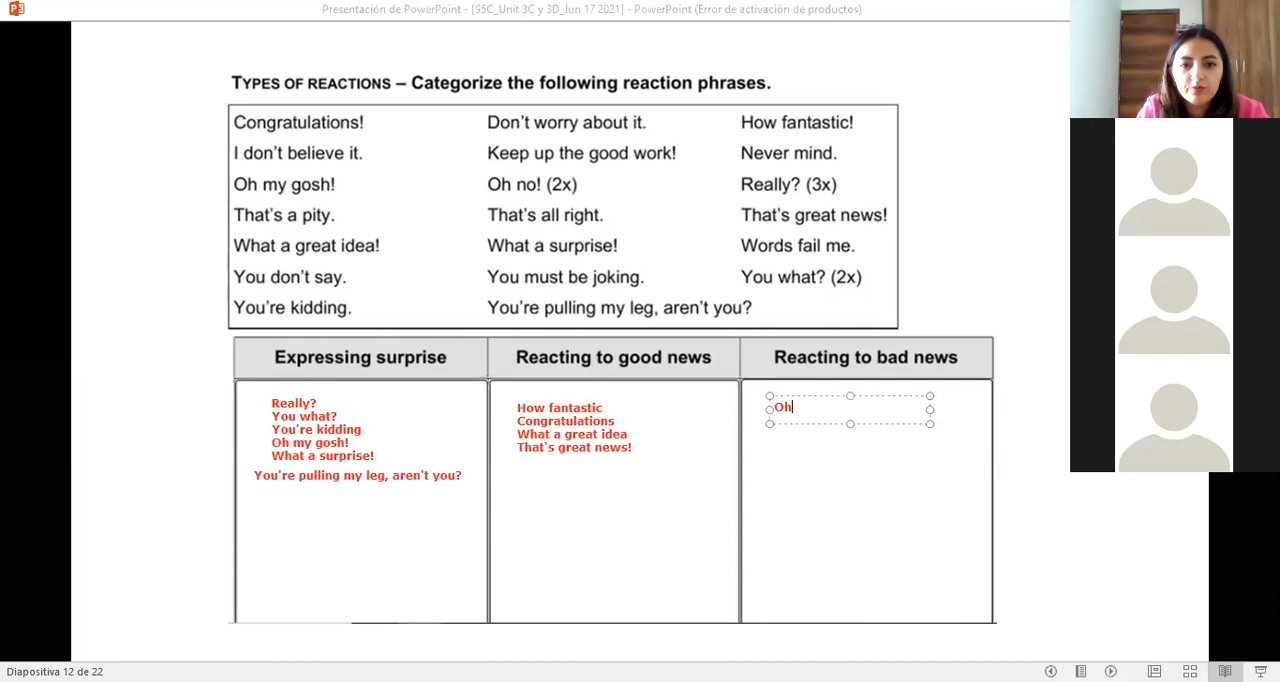 Presentación de PowerPoint - [95C_Unit 3C y 3D_Jun 17 2021] - PowerPoint (Error de activación de productos)
TYPES OF REACTIONS – Categorize the following reaction phrases.
Congratulations! Don't worry about it. How fantastic!
I don't believe it. Keep up the good work! Never mind.
Oh my gosh! Oh no! (2x) Really? (3x)
That's a pity. That's all right. That's great news!
What a great idea! What a surprise! Words fail me.
You don't say. You must be joking. You what? (2x)
You're kidding. You're pulling my leg, aren't you?
Expressing surprise Reacting to good news Reacting to bad news
Really?
You what?
You're kidding
Oh my gosh!
What a surprise!
You're pulling my leg, aren't you?
How fantastic
Congratulations
What a great idea
That's great news!
Oh
Diapositiva 12 de 22